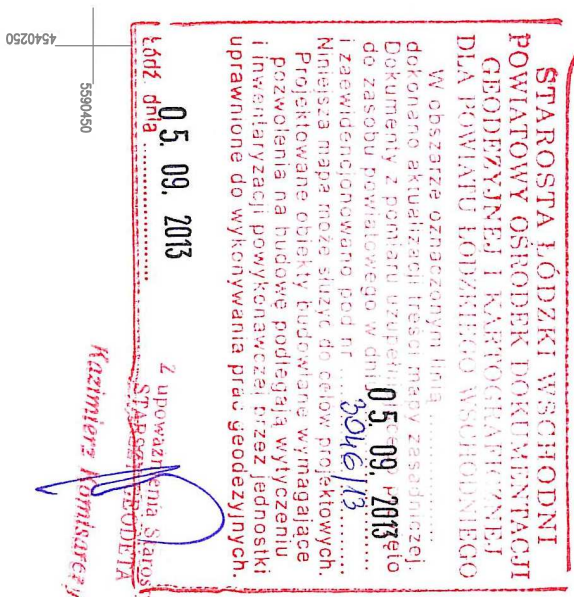 STAROSTA ŁÓDZKI WSCHODNI
POWIATOWY OŚRODEK DOKUMENTACJI
GEODEZYJNEJ I KARTOGRAFICZNEJ
DLA POWIATU ŁÓDZKIEGO WSCHODNIEGO
W obszarze oznaczonym linią ............
dokonano aktualizacji treści mapy zasadniczej
Dokumenty z pomiaru
do zasobu powiatowego w dniu 05. 09. 2013
i zaewidencjonowano pod nr 3046/13
Niniejsza mapa może służyć do celów projektowych.
Projektowane obiekty budowlane wymagające
pozwolenia na budowę podlegają wytyczeniu
i inwentaryzacji powykonawczej przez jednostki
uprawnione do wykonywania prac geodezyjnych.
Łódź, dnia 05. 09. 2013
Z upoważnienia Staros
STARSZY GEODETA
Kazimierz
4540250
5590450